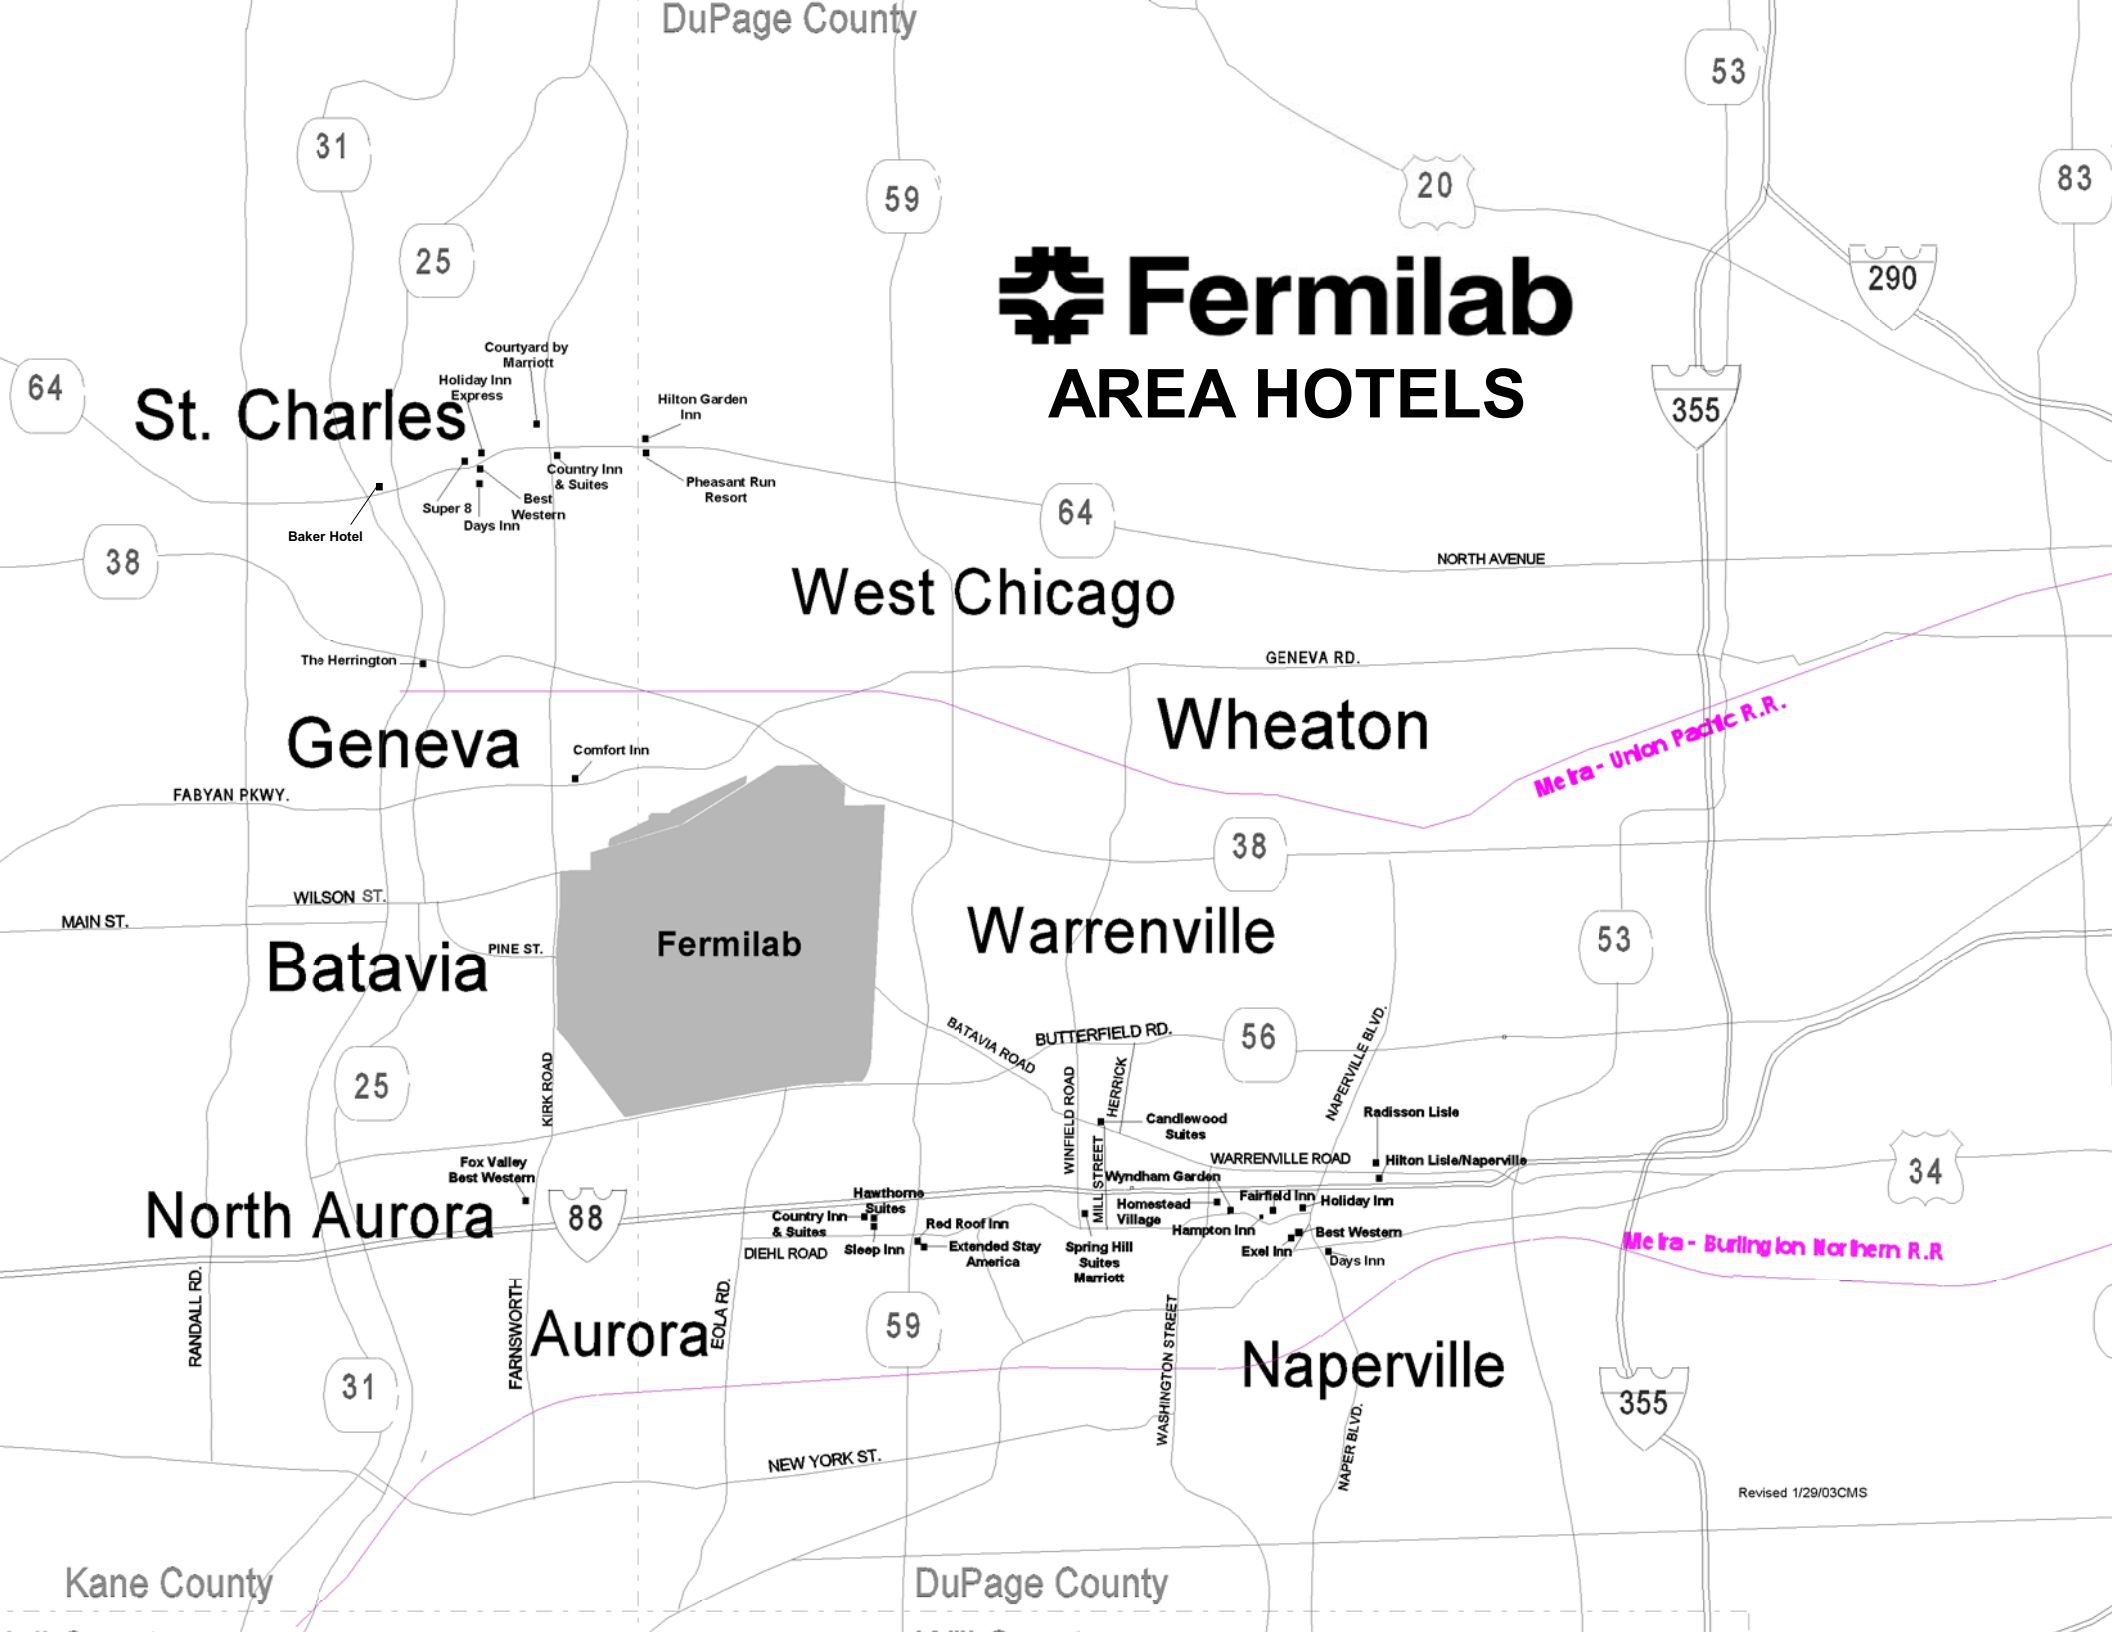 DuPage County
53
31
20
83
59
25
290
Fermilab
AREA HOTELS
Courtyard by
Marriott
Holiday Inn
Express
64
St. Charles
Hilton Garden
Inn
355
Country Inn
& Suites
Pheasant Run
Resort
Best
Western
Super 8
Days Inn
Baker Hotel
64
38
NORTH AVENUE
West Chicago
The Herrington
GENEVA RD.
Geneva
Wheaton
Metra - Union Pacific R.R.
Comfort Inn
FABYAN PKWY.
38
WILSON ST.
MAIN ST.
Fermilab
Warrenville
53
PINE ST.
Batavia
BATAVIA ROAD
BUTTERFIELD RD.
56
NAPERVILLE BLVD.
25
KIRK ROAD
WINFIELD ROAD
HERRICK
Candlewood
Suites
Radisson Lisle
MILL STREET
WARRENVILLE ROAD
Hilton Lisle/Naperville
34
Fox Valley
Best Western
Wyndham Garden
North Aurora
88
Hawthorne
Suites
Country Inn
& Suites
Sleep Inn
Red Roof Inn
Extended Stay
America
DIEHL ROAD
Homestead
Village
Fairfield Inn
Holiday Inn
Hampton Inn
Best Western
Exel Inn
Days Inn
Spring Hill
Suites
Marriott
Metra - Burlington Northern R.R
RANDALL RD.
FARNSWORTH
Aurora
EOLA RD.
59
WASHINGTON STREET
Naperville
31
355
NAPER BLVD.
NEW YORK ST.
Revised 1/29/03CMS
Kane County
DuPage County